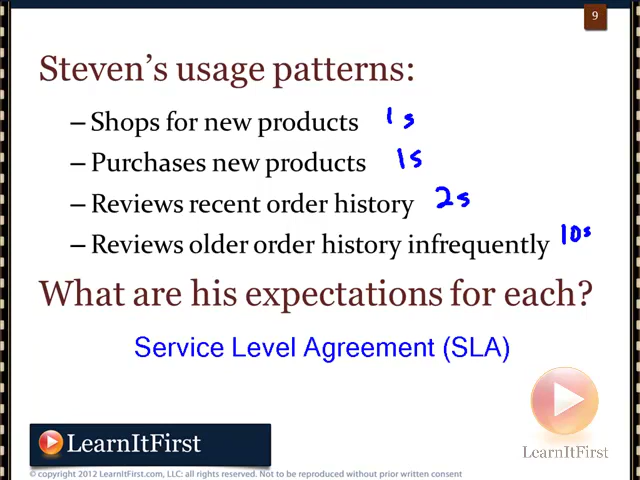 9
Steven's usage patterns:
– Shops for new products 1s
– Purchases new products 1s
– Reviews recent order history 2s
– Reviews older order history infrequently 10s
What are his expectations for each?
Service Level Agreement (SLA)
LearnItFirst
LearnItFirst
© copyright 2012 LearnItFirst.com, LLC: all rights reserved. Not to be reproduced without prior written consent